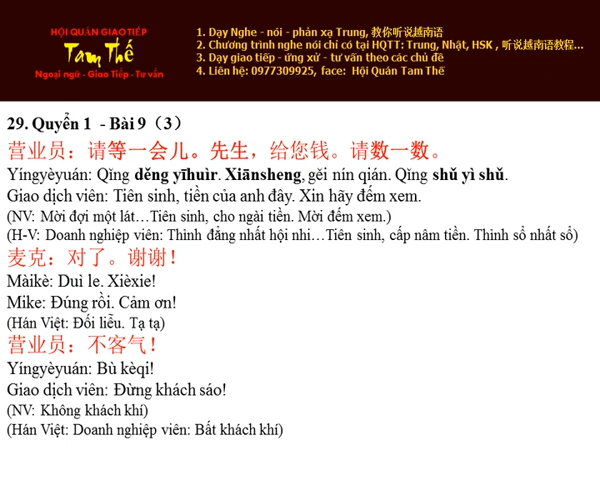 HỘI QUÁN GIAO TIẾP
Tam Thế
Ngoại ngữ - Giao Tiếp - Tư vấn
1. Dạy Nghe - nói - phản xạ Trung, 教你听说越南语
2. Chương trình nghe nói chỉ có tại HQTT: Trung, Nhật, HSK , 听说越南语教程...
3. Dạy giao tiếp - ứng xử - tư vấn theo các chủ đề
4. Liên hệ: 0977309925, face: Hội Quán Tam Thế
29. Quyển 1 - Bài 9（3）
营业员：请等一会儿。先生，给您钱。请数一数。
Yíngyèyuán: Qǐng děng yīhuìr. Xiānsheng, gěi nín qián. Qǐng shǔ yì shǔ.
Giao dịch viên: Tiên sinh, tiền của anh đây. Xin hãy đếm xem.
(NV: Mời đợi một lát…Tiên sinh, cho ngài tiền. Mời đếm xem.)
(H-V: Doanh nghiệp viên: Thỉnh đẳng nhất hội nhi…Tiên sinh, cấp nâm tiền. Thỉnh sổ nhất sổ)
麦克：对了。谢谢！
Màikè: Duì le. Xièxie!
Mike: Đúng rồi. Cảm ơn!
(Hán Việt: Đối liễu. Tạ tạ)
营业员：不客气！
Yíngyèyuán: Bù kèqi!
Giao dịch viên: Đừng khách sáo!
(NV: Không khách khí)
(Hán Việt: Doanh nghiệp viên: Bất khách khí)